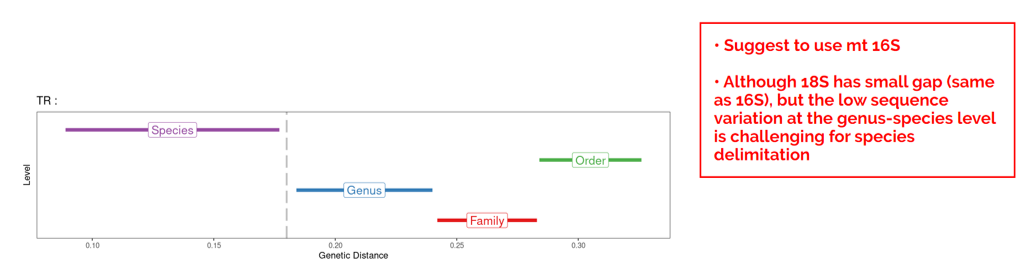 • Suggest to use mt 16S
• Although 18S has small gap (same
as 16S), but the low sequence
variation at the genus-species level
is challenging for species
delimitation
TR :
Species
Order
Genus
Family
Level
0.10 0.15 0.20 0.25 0.30
Genetic Distance